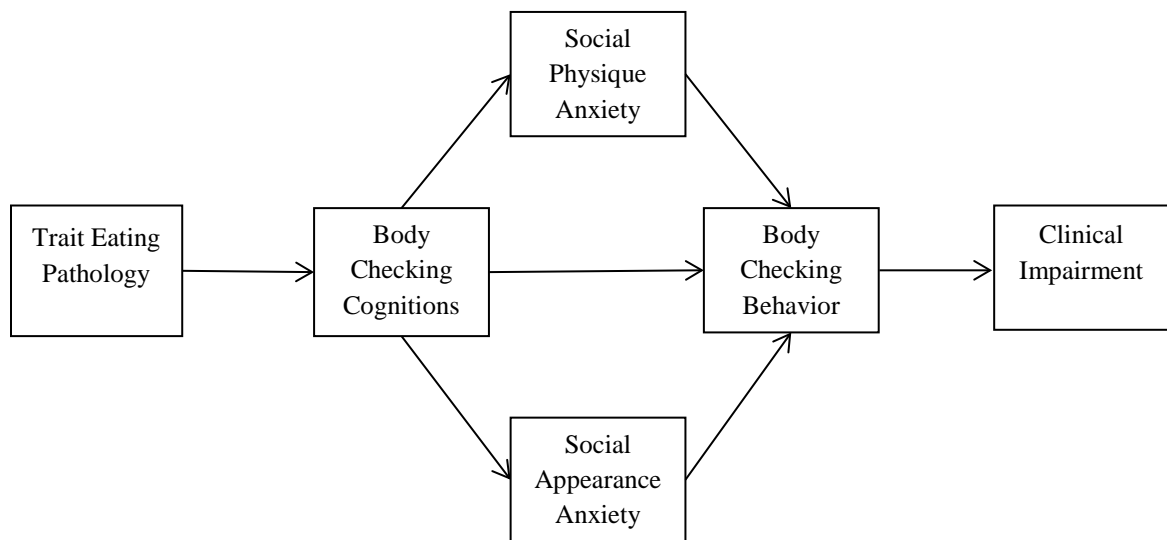 Social
Physique
Anxiety
Trait Eating
Pathology
Body
Checking
Cognitions
Body
Checking
Behavior
Clinical
Impairment
Social
Appearance
Anxiety